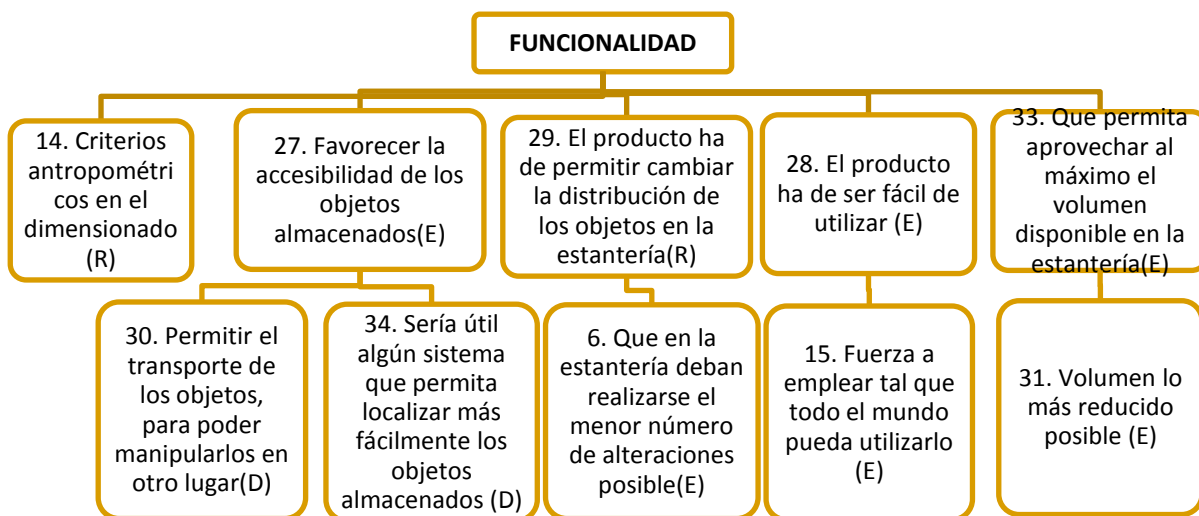 FUNCIONALIDAD
14. Criterios
antropométri
cos en el
dimensionado
(R)
27. Favorecer la
accesibilidad de los
objetos
almacenados(E)
29. El producto ha
de permitir cambiar
la distribución de
los objetos en la
estantería(R)
28. El producto
ha de ser fácil de
utilizar (E)
33. Que permita
aprovechar al
máximo el
volumen
disponible en la
estantería(E)
30. Permitir el
transporte de
los objetos,
para poder
manipularlos en
otro lugar(D)
34. Sería útil
algún sistema
que permita
localizar más
fácilmente los
objetos
almacenados (D)
6. Que en la
estantería deban
realizarse el
menor número
de alteraciones
posible(E)
15. Fuerza a
emplear tal que
todo el mundo
pueda utilizarlo
(E)
31. Volumen lo
más reducido
posible (E)